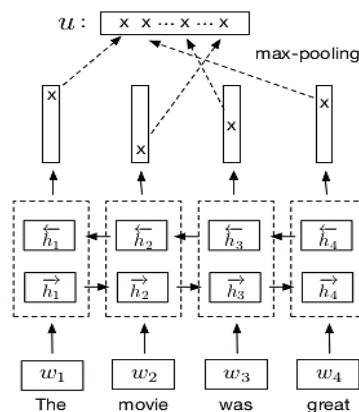 u : x x ... x ... x
max-pooling
x x x x
←h₁ ←h₂ ←h₃ ←h₄
→h₁ →h₂ →h₃ →h₄
w₁ w₂ w₃ w₄
The movie was great